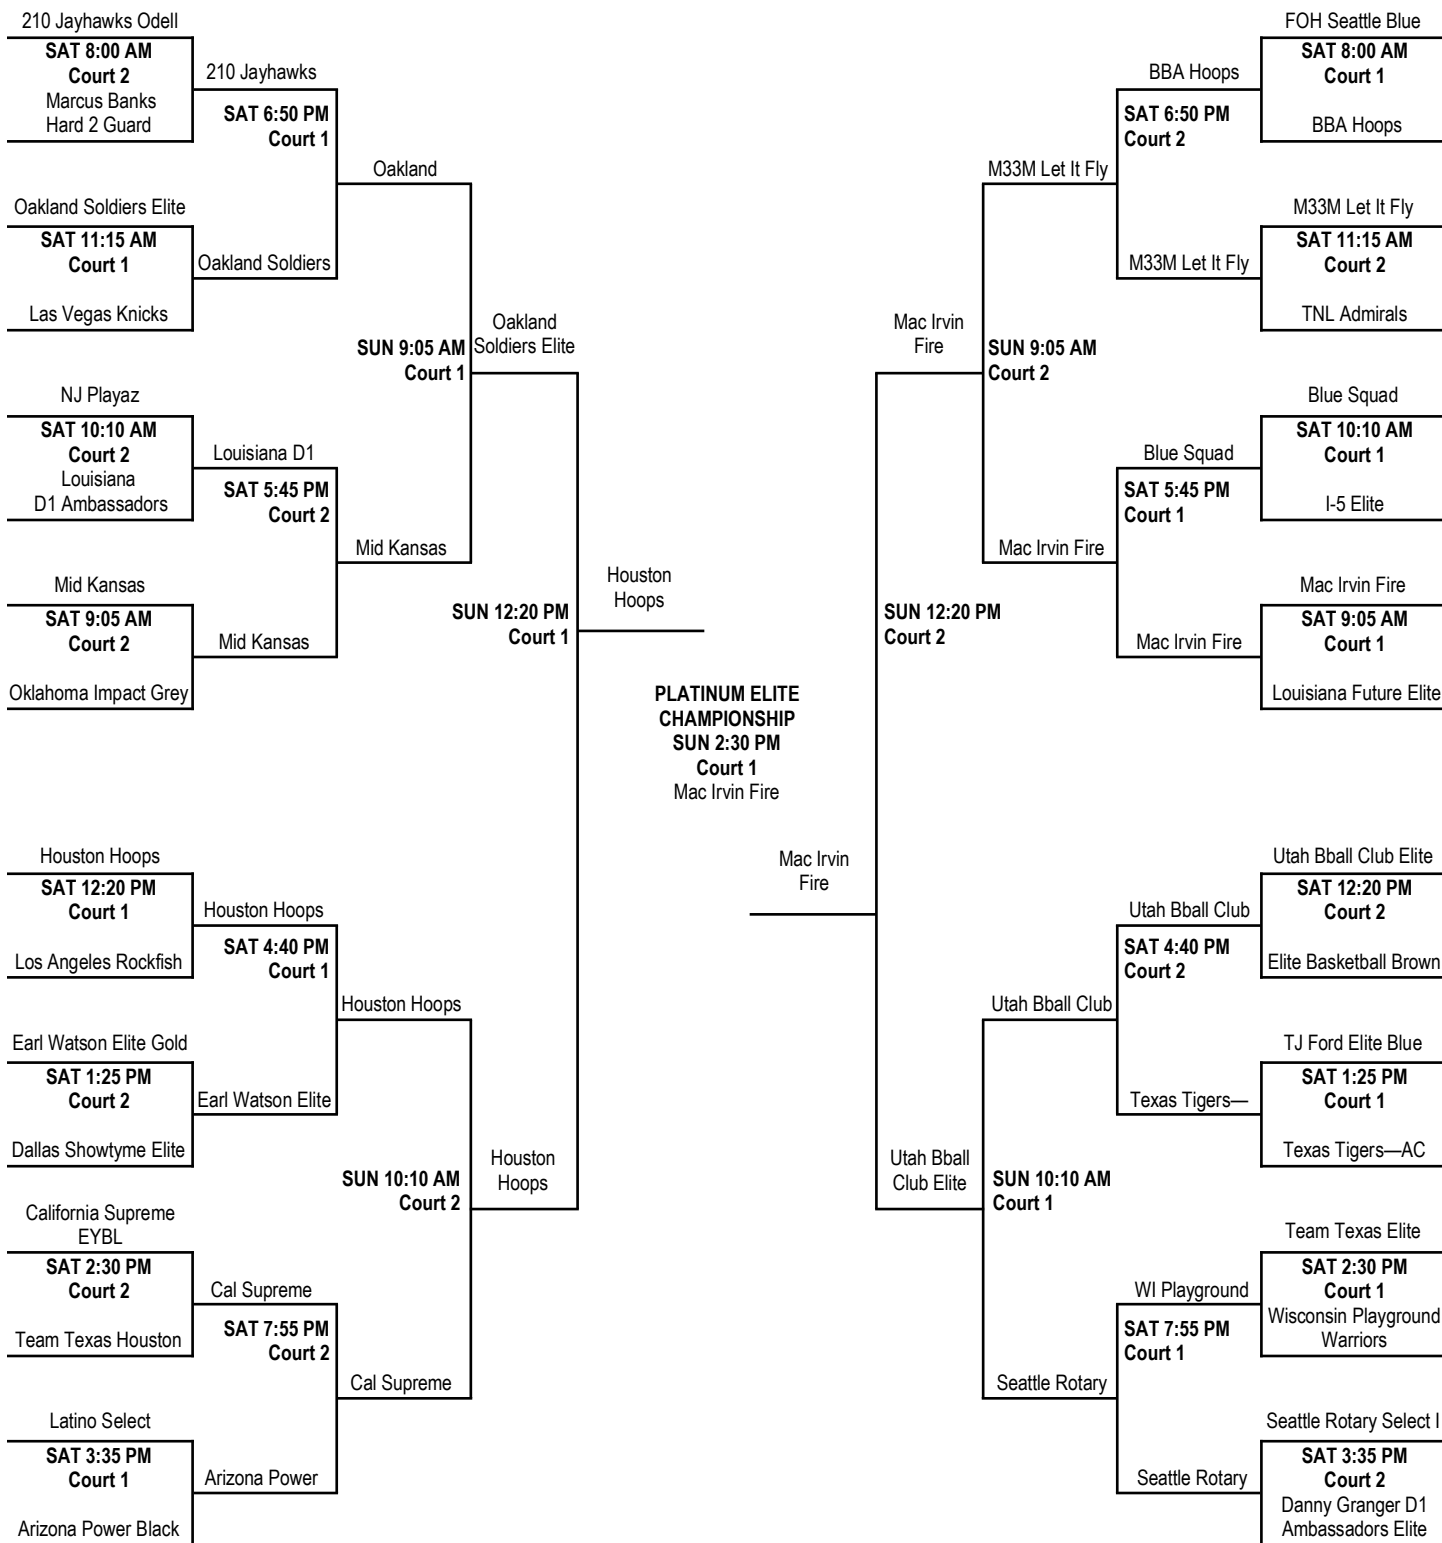 210 Jayhawks Odell
SAT 8:00 AM
Court 2
Marcus Banks
Hard 2 Guard
210 Jayhawks
SAT 6:50 PM
Court 1
Oakland Soldiers Elite
SAT 11:15 AM
Court 1
Las Vegas Knicks
Oakland Soldiers
Oakland
SUN 9:05 AM
Court 1
NJ Playaz
SAT 10:10 AM
Court 2
Louisiana
D1 Ambassadors
Louisiana D1
SAT 5:45 PM
Court 2
Mid Kansas
SAT 9:05 AM
Court 2
Oklahoma Impact Grey
Mid Kansas
Mid Kansas
Oakland
Soldiers Elite
SUN 12:20 PM
Court 1
Houston Hoops
SAT 12:20 PM
Court 1
Los Angeles Rockfish
Houston Hoops
SAT 4:40 PM
Court 1
Earl Watson Elite Gold
SAT 1:25 PM
Court 2
Dallas Showtyme Elite
Earl Watson Elite
Houston Hoops
SUN 10:10 AM
Court 2
California Supreme
EYBL
SAT 2:30 PM
Court 2
Team Texas Houston
Cal Supreme
SAT 7:55 PM
Court 2
Latino Select
SAT 3:35 PM
Court 1
Arizona Power Black
Arizona Power
Cal Supreme
Houston
Hoops
Houston
Hoops
PLATINUM ELITE
CHAMPIONSHIP
SUN 2:30 PM
Court 1
Mac Irvin Fire
Mac Irvin
Fire
SUN 12:20 PM
Court 2
Mac Irvin
Fire
SUN 9:05 AM
Court 2
M33M Let It Fly
BBA Hoops
SAT 6:50 PM
Court 2
FOH Seattle Blue
SAT 8:00 AM
Court 1
BBA Hoops
M33M Let It Fly
M33M Let It Fly
SAT 11:15 AM
Court 2
TNL Admirals
Mac Irvin Fire
Blue Squad
SAT 5:45 PM
Court 1
Blue Squad
SAT 10:10 AM
Court 1
I-5 Elite
Mac Irvin Fire
Mac Irvin Fire
SAT 9:05 AM
Court 1
Louisiana Future Elite
Utah Bball
Club Elite
SUN 10:10 AM
Court 1
Utah Bball Club
Utah Bball Club
SAT 4:40 PM
Court 2
Utah Bball Club Elite
SAT 12:20 PM
Court 2
Elite Basketball Brown
Texas Tigers—
TJ Ford Elite Blue
SAT 1:25 PM
Court 1
Texas Tigers—AC
Seattle Rotary
WI Playground
SAT 7:55 PM
Court 1
Team Texas Elite
SAT 2:30 PM
Court 1
Wisconsin Playground
Warriors
Seattle Rotary
Seattle Rotary Select I
SAT 3:35 PM
Court 2
Danny Granger D1
Ambassadors Elite